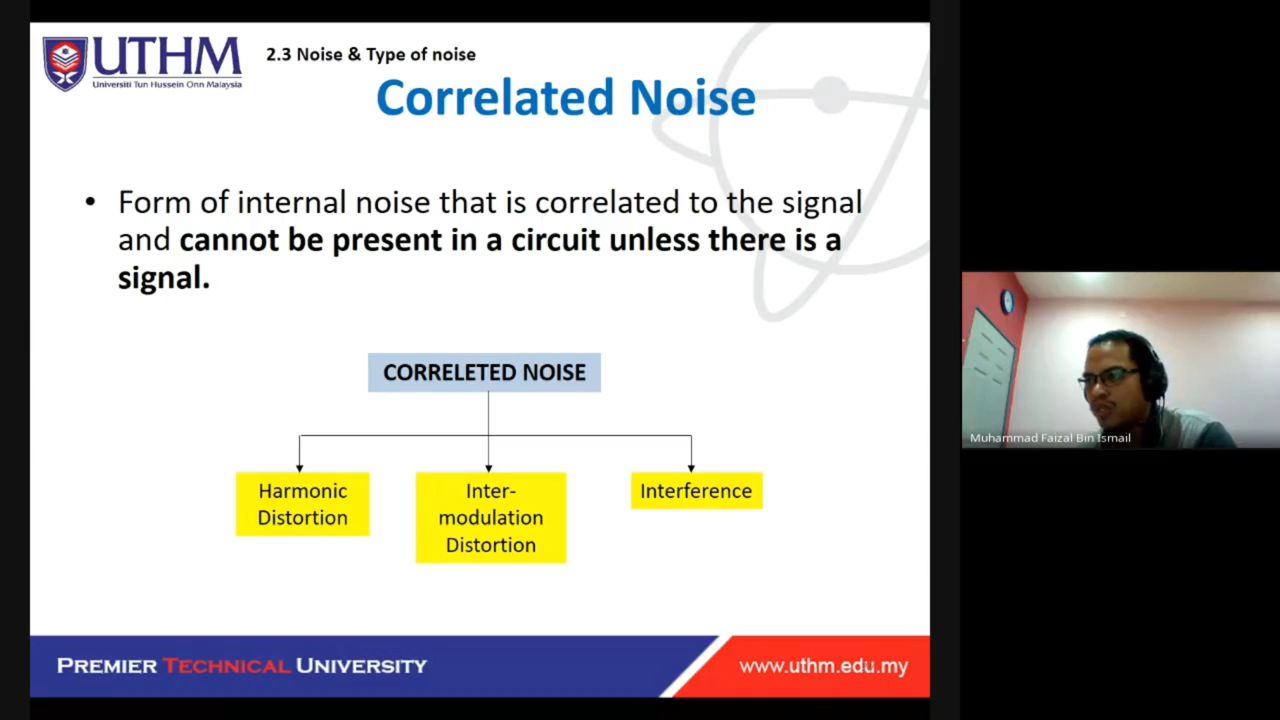 UTHM
Universiti Tun Hussein Onn Malaysia
2.3 Noise & Type of noise
Correlated Noise
• Form of internal noise that is correlated to the signal
and cannot be present in a circuit unless there is a
signal.
CORRELETED NOISE
Harmonic
Distortion
Inter-
modulation
Distortion
Interference
Muhammad Faizal Bin Ismail
PREMIER TECHNICAL UNIVERSITY
www.uthm.edu.my